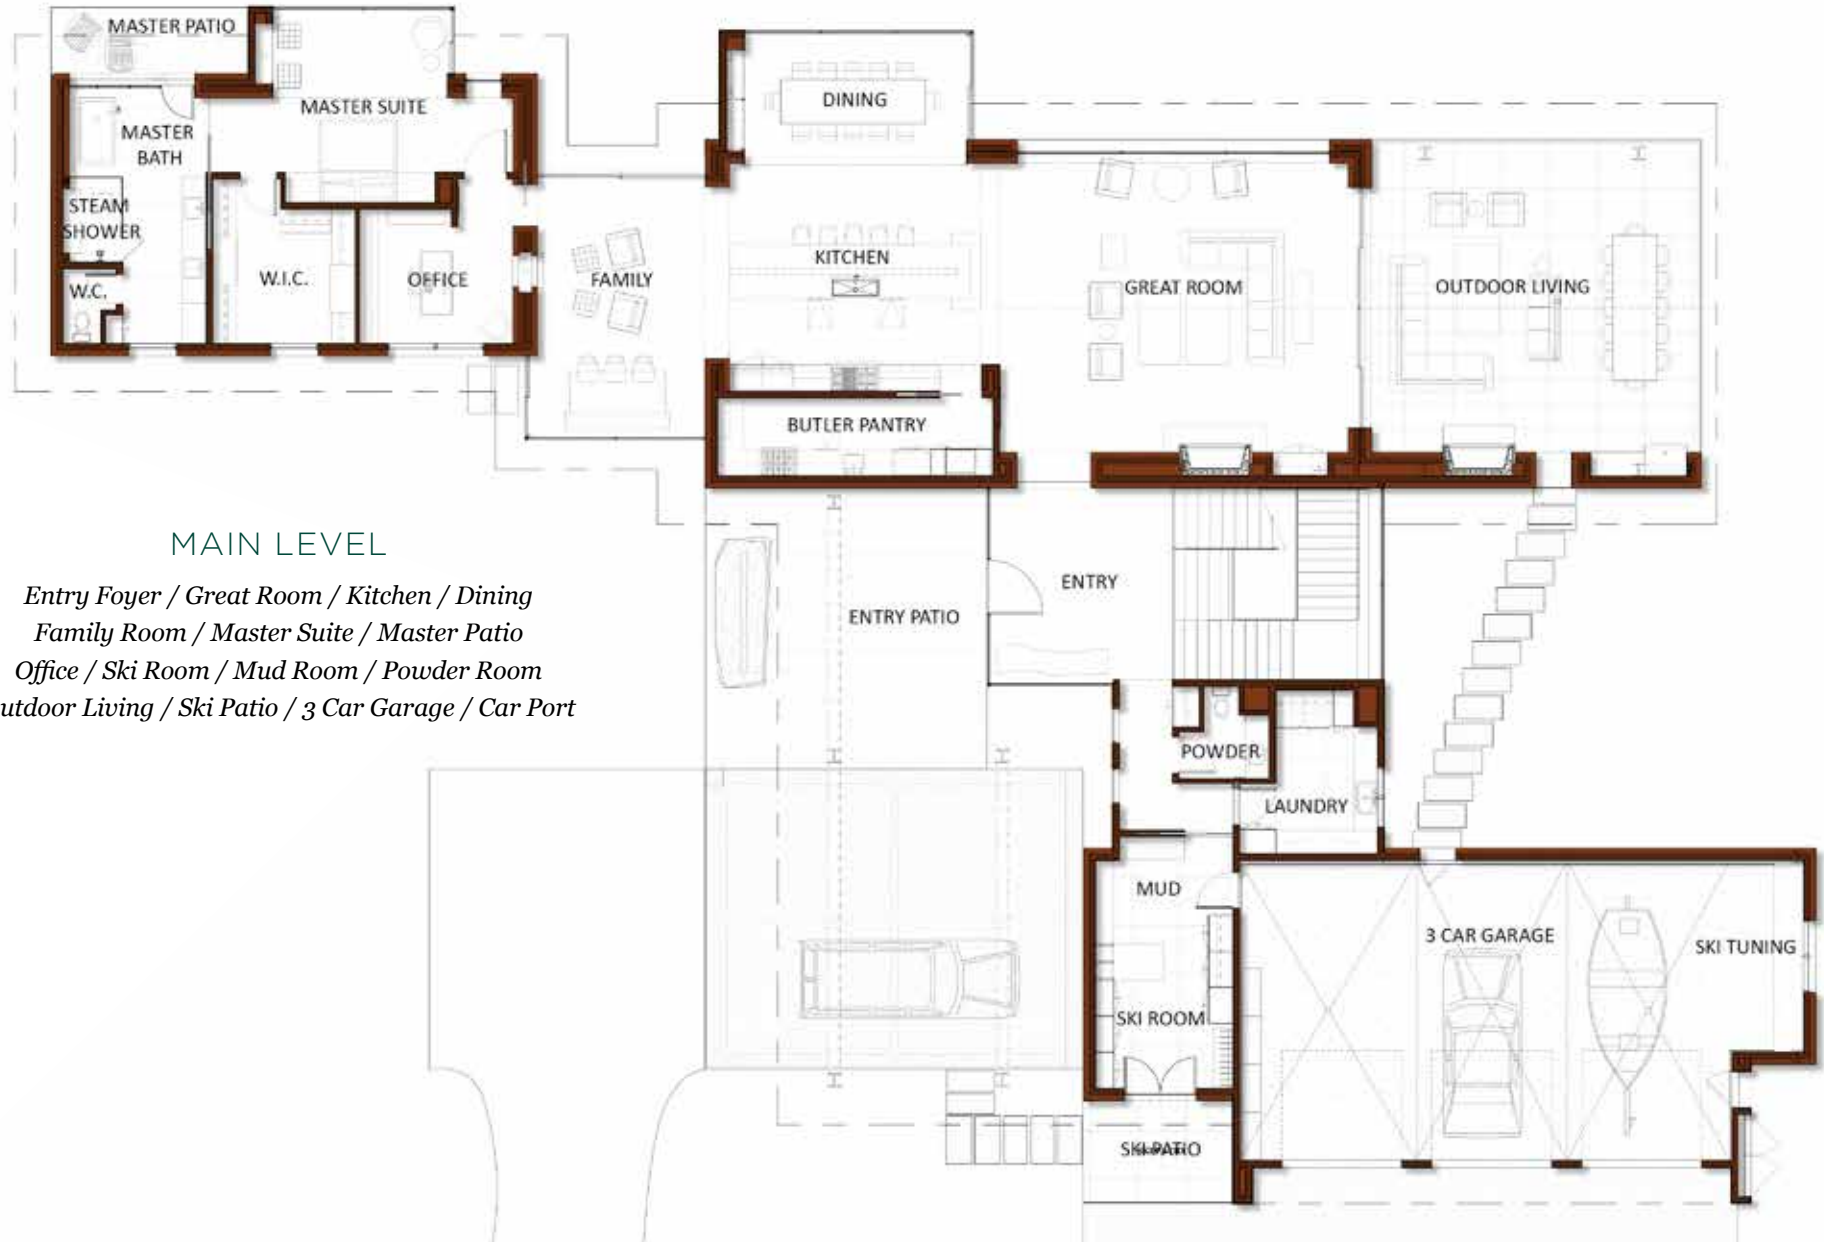 MASTER PATIO
MASTER SUITE
DINING
MASTER
BATH
STEAM
SHOWER
W.C.
W.I.C.
OFFICE
FAMILY
KITCHEN
GREAT ROOM
OUTDOOR LIVING
BUTLER PANTRY
MAIN LEVEL
Entry Foyer / Great Room / Kitchen / Dining
Family Room / Master Suite / Master Patio
Office / Ski Room / Mud Room / Powder Room
utdoor Living / Ski Patio / 3 Car Garage / Car Port
ENTRY
ENTRY PATIO
POWDER
LAUNDRY
MUD
3 CAR GARAGE
SKI TUNING
SKI ROOM
SKI PATIO